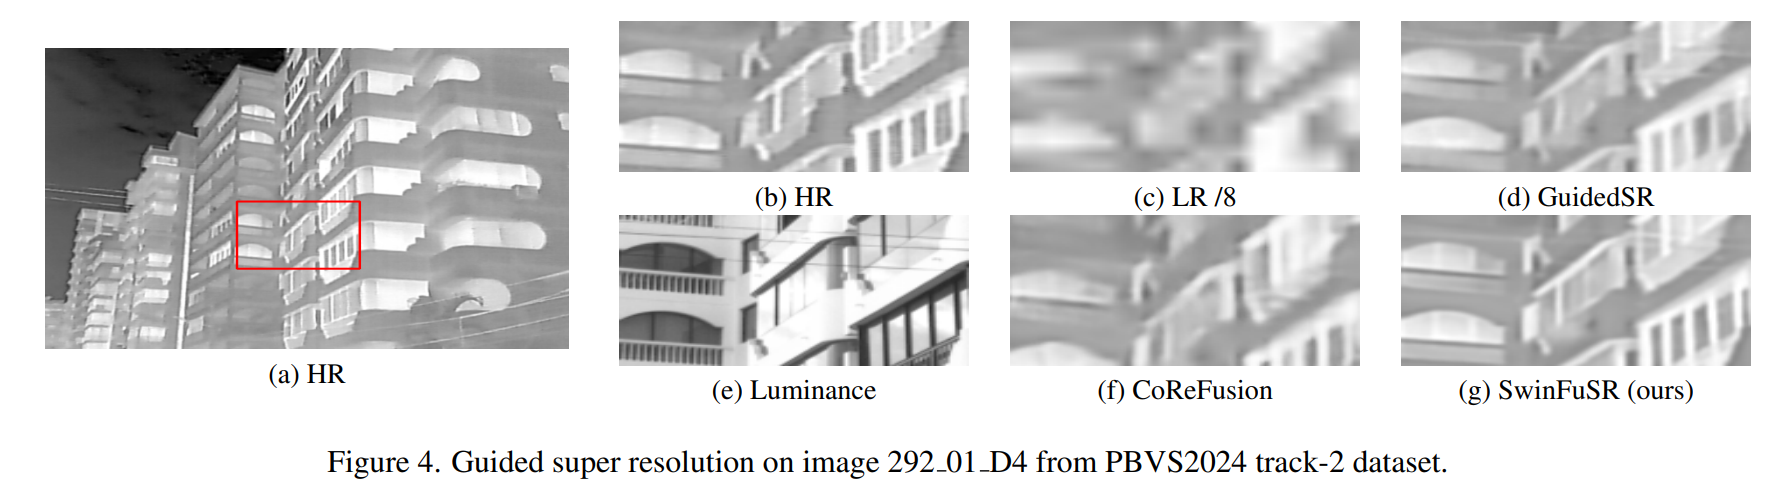 (a) HR
(b) HR
(c) LR /8
(d) GuidedSR
(e) Luminance
(f) CoReFusion
(g) SwinFuSR (ours)
Figure 4. Guided super resolution on image 292_01_D4 from PBVS2024 track-2 dataset.